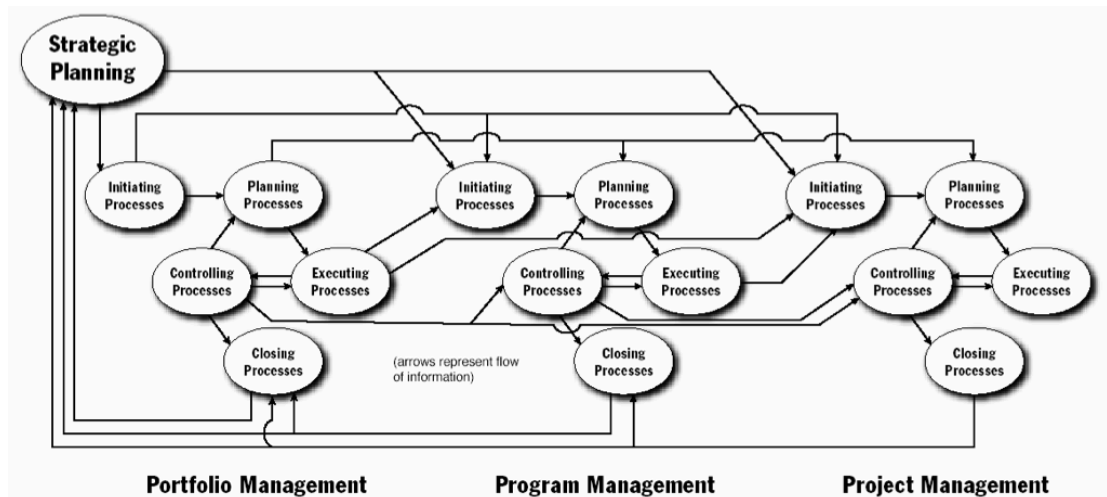 Strategic
Planning
Initiating
Processes
Planning
Processes
Initiating
Processes
Planning
Processes
Initiating
Processes
Planning
Processes
Controlling
Processes
Executing
Processes
Controlling
Processes
Executing
Processes
Controlling
Processes
Executing
Processes
Closing
Processes
(arrows represent flow
of information)
Closing
Processes
Closing
Processes
Portfolio Management
Program Management
Project Management